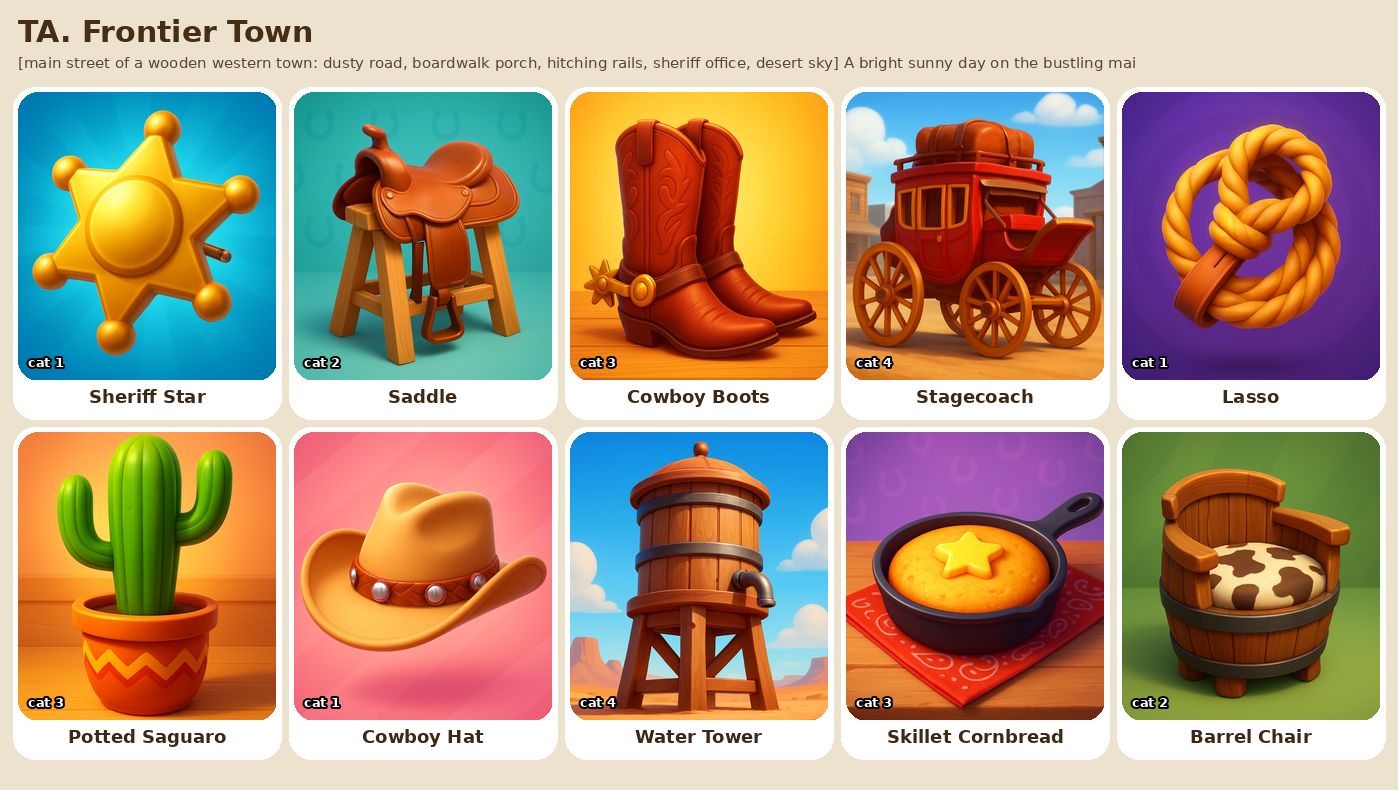 TA. Frontier Town
[main street of a wooden western town: dusty road, boardwalk porch, hitching rails, sheriff office, desert sky] A bright sunny day on the bustling mai
cat 1
cat 2
cat 3
cat 4
cat 1
Sheriff Star
Saddle
Cowboy Boots
Stagecoach
Lasso
cat 3
cat 1
cat 4
cat 3
cat 2
Potted Saguaro
Cowboy Hat
Water Tower
Skillet Cornbread
Barrel Chair